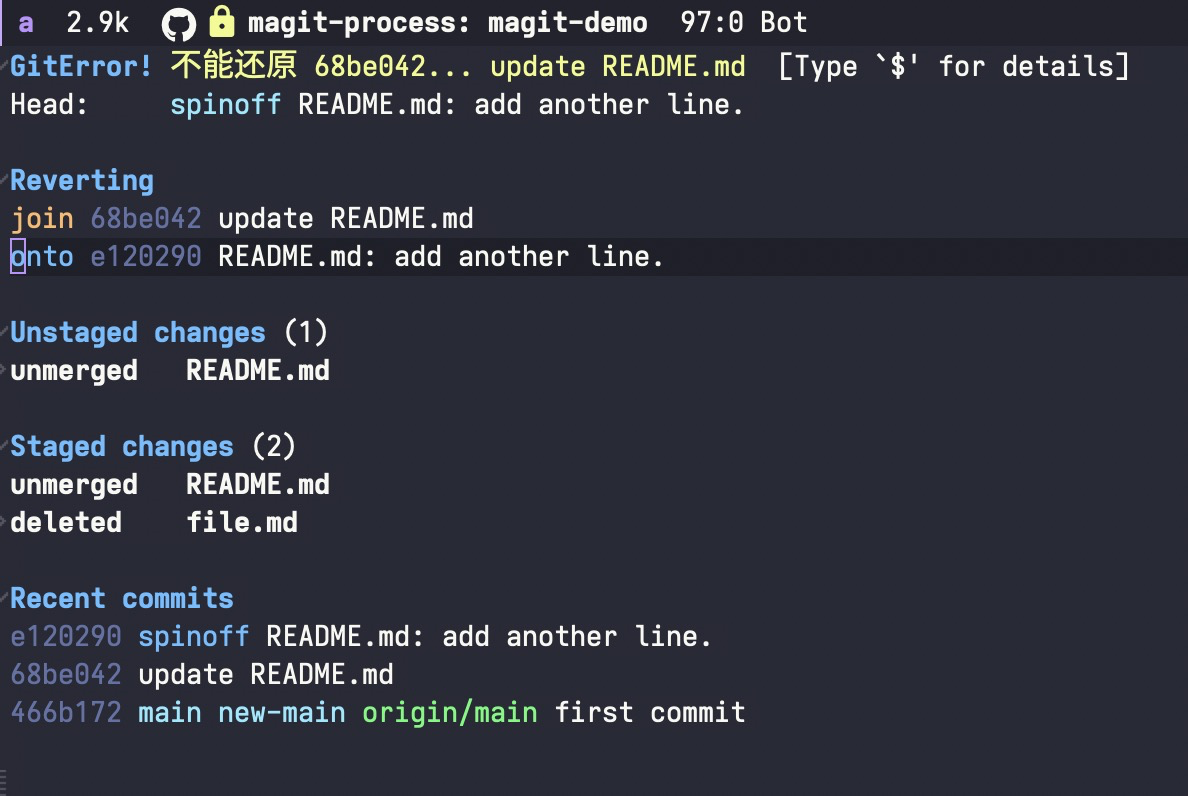 a 2.9k magit-process: magit-demo 97:0 Bot
GitError! 不能还原 68be042... update README.md [Type `$' for details]
Head: spinoff README.md: add another line.
Reverting
join 68be042 update README.md
onto e120290 README.md: add another line.
Unstaged changes (1)
unmerged README.md
Staged changes (2)
unmerged README.md
deleted file.md
Recent commits
e120290 spinoff README.md: add another line.
68be042 update README.md
466b172 main new-main origin/main first commit